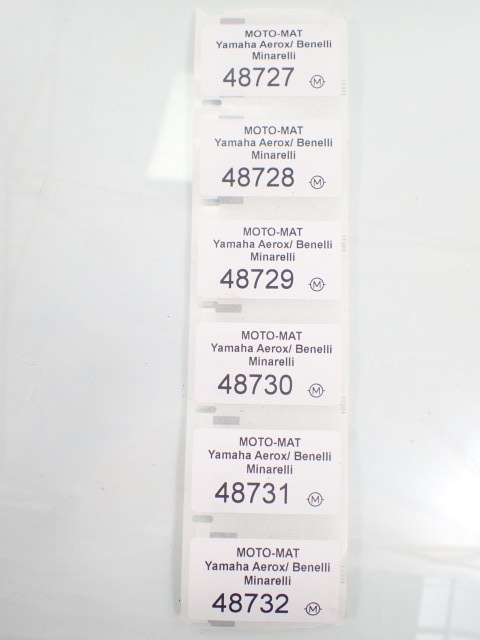 MOTO-MAT
Yamaha Aerox/ Benelli
Minarelli
48727 M
MOTO-MAT
Yamaha Aerox/ Benelli
Minarelli
48728 M
MOTO-MAT
Yamaha Aerox/ Benelli
Minarelli
48729 M
MOTO-MAT
Yamaha Aerox/ Benelli
Minarelli
48730 M
MOTO-MAT
Yamaha Aerox/ Benelli
Minarelli
48731 M
MOTO-MAT
Yamaha Aerox/ Benelli
Minarelli
48732 M